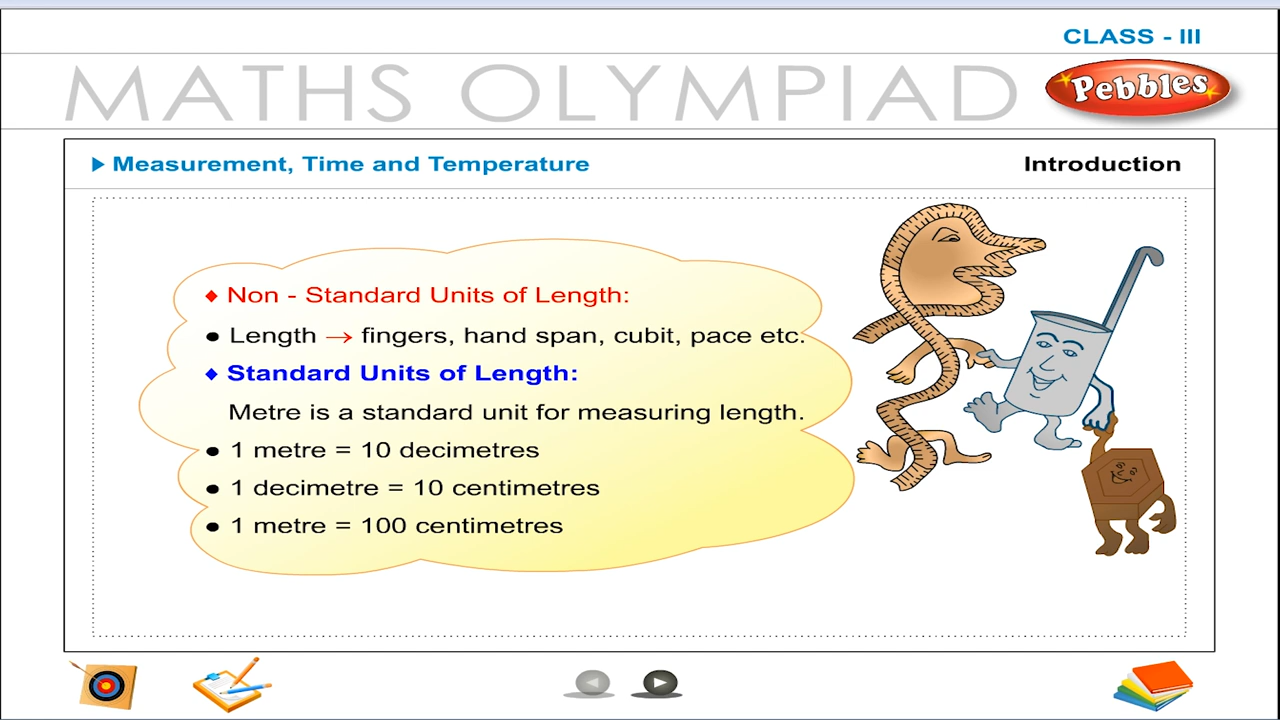 CLASS - III
MATHS OLYMPIAD
Pebbles
Measurement, Time and Temperature
Introduction
Non - Standard Units of Length:
Length → fingers, hand span, cubit, pace etc.
Standard Units of Length:
Metre is a standard unit for measuring length.
1 metre = 10 decimetres
1 decimetre = 10 centimetres
1 metre = 100 centimetres